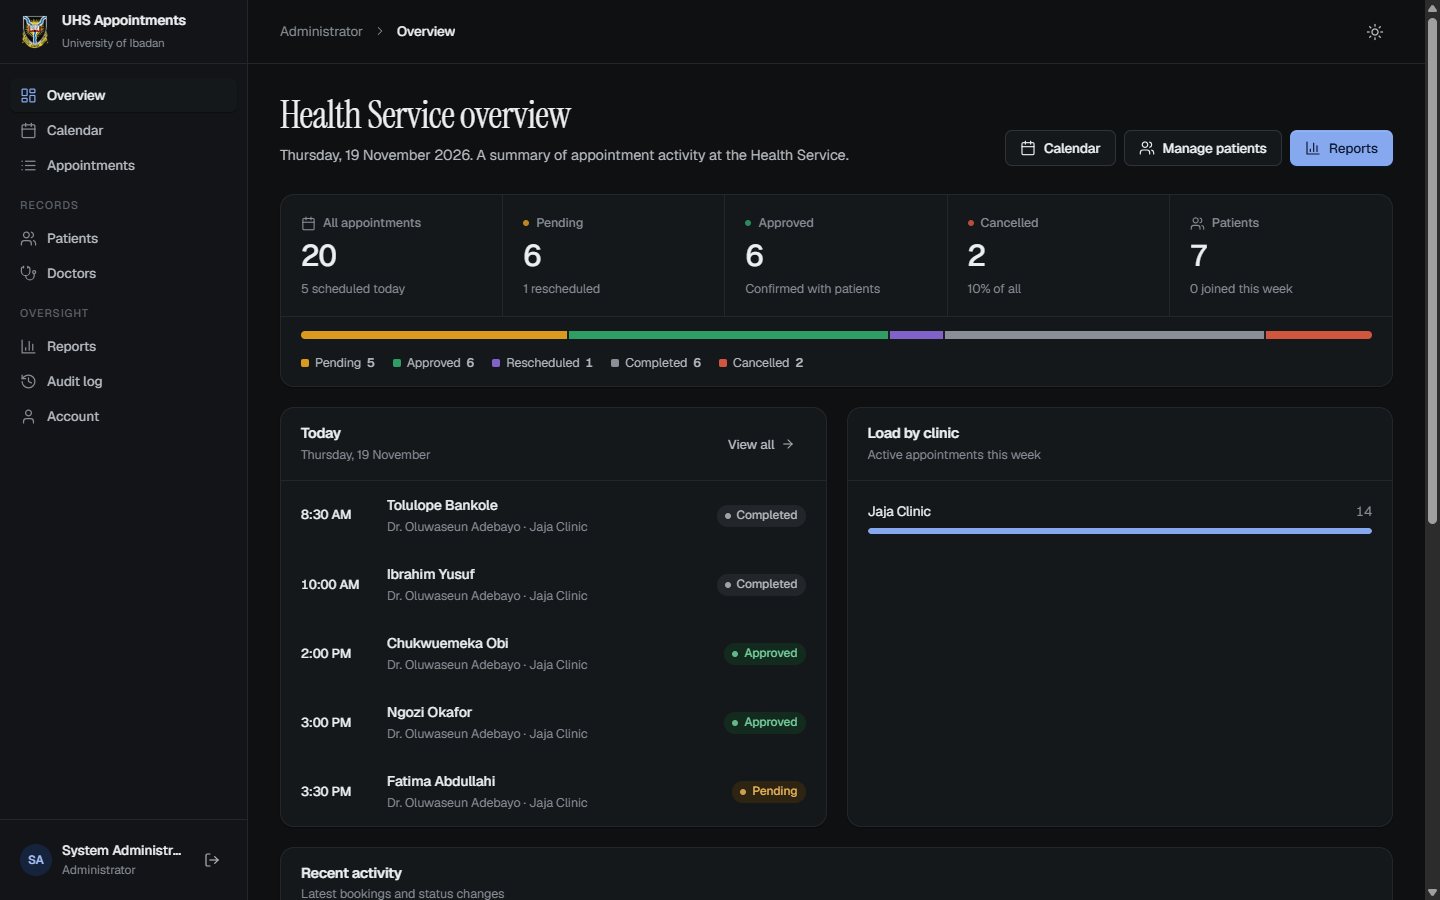 UHS Appointments
University of Ibadan
Overview
Calendar
Appointments
RECORDS
Patients
Doctors
OVERSIGHT
Reports
Audit log
Account
SA
System Administr...
Administrator
Administrator > Overview
Health Service overview
Thursday, 19 November 2026. A summary of appointment activity at the Health Service.
Calendar
Manage patients
Reports
All appointments
20
5 scheduled today
Pending
6
1 rescheduled
Approved
6
Confirmed with patients
Cancelled
2
10% of all
Patients
7
0 joined this week
Pending 5
Approved 6
Rescheduled 1
Completed 6
Cancelled 2
Today
Thursday, 19 November
View all
8:30 AM
Tolulope Bankole
Dr. Oluwaseun Adebayo · Jaja Clinic
Completed
10:00 AM
Ibrahim Yusuf
Dr. Oluwaseun Adebayo · Jaja Clinic
Completed
2:00 PM
Chukwuemeka Obi
Dr. Oluwaseun Adebayo · Jaja Clinic
Approved
3:00 PM
Ngozi Okafor
Dr. Oluwaseun Adebayo · Jaja Clinic
Approved
3:30 PM
Fatima Abdullahi
Dr. Oluwaseun Adebayo · Jaja Clinic
Pending
Load by clinic
Active appointments this week
Jaja Clinic
14
Recent activity
Latest bookings and status changes